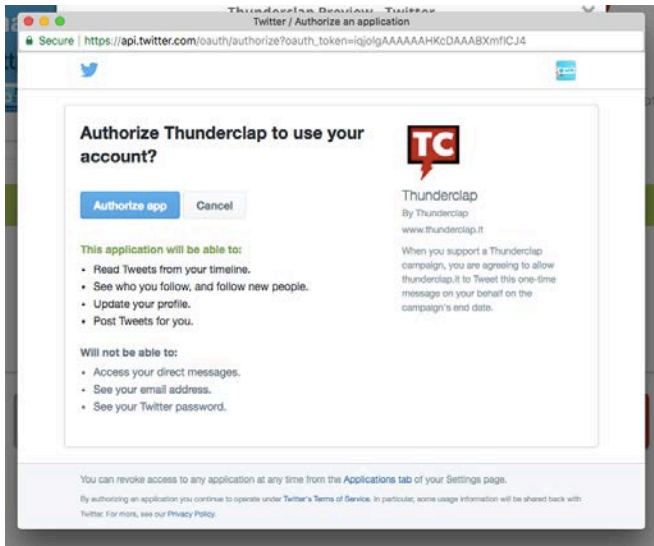 Thunderclap Preview - Twitter
Twitter / Authorize an application
Secure | https://api.twitter.com/oauth/authorize?oauth_token=iqjolgAAAAAAHKcDAAABXmflCJ4
Authorize Thunderclap to use your
account?
Authorize app Cancel
This application will be able to:
• Read Tweets from your timeline.
• See who you follow, and follow new people.
• Update your profile.
• Post Tweets for you.
Will not be able to:
• Access your direct messages.
• See your email address.
• See your Twitter password.
TC
Thunderclap
By Thunderclap
www.thunderclap.it
When you support a Thunderclap
campaign, you are agreeing to allow
thunderclap.it to Tweet this one-time
message on your behalf on the
campaign's end date.
You can revoke access to any application at any time from the Applications tab of your Settings page.
By authorizing an application you continue to operate under Twitter's Terms of Service. In particular, some usage information will be shared back with
Twitter. For more, see our Privacy Policy.